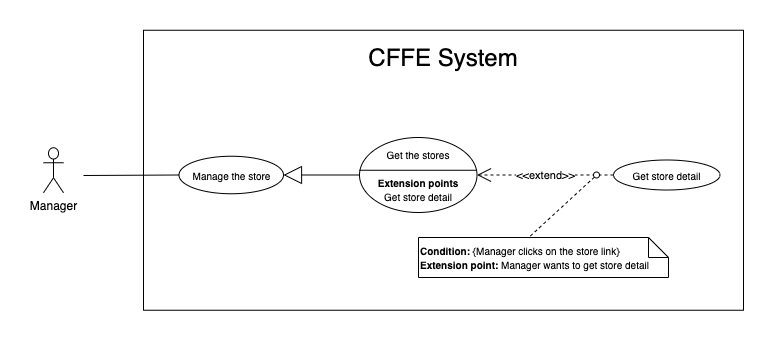 CFFE System
Manager
Manage the store
Get the stores
Extension points
Get store detail
<<extend>>
Get store detail
Condition: {Manager clicks on the store link}
Extension point: Manager wants to get store detail